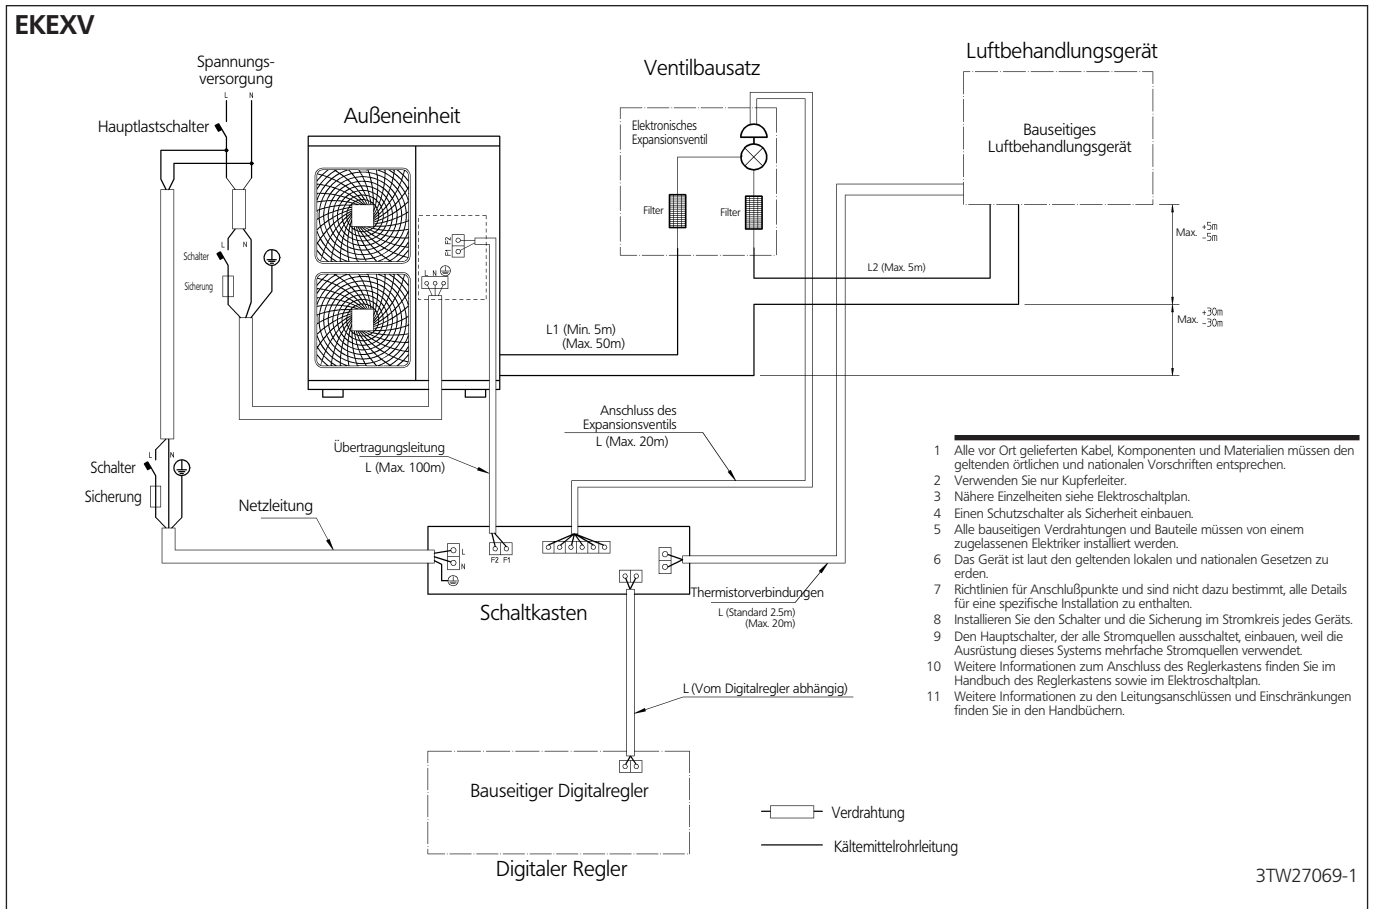 EKEXV
Spannungs-
versorgung
L N
Hauptlastschalter
Außeneinheit
Ventilbausatz
Luftbehandlungsgerät
Elektronisches
Expansionsventil
Filter
Filter
Bauseitiges
Luftbehandlungsgerät
Max. +5m
-5m
L2 (Max. 5m)
Max. +30m
-30m
L1 (Min. 5m)
(Max. 50m)
F2
F1
L N
L N
Schalter
Sicherung
Anschluss des
Expansionsventils
L (Max. 20m)
Übertragungsleitung
L (Max. 100m)
L N
Schalter
Sicherung
Netzleitung
L
N
F2 F1
Schaltkasten
Thermistorverbindungen
L (Standard 2.5m)
(Max. 20m)
L (Vom Digitalregler abhängig)
Bauseitiger Digitalregler
Digitaler Regler
Verdrahtung
Kältemittelrohrleitung
1 Alle vor Ort gelieferten Kabel, Komponenten und Materialien müssen den
geltenden örtlichen und nationalen Vorschriften entsprechen.
2 Verwenden Sie nur Kupferleiter.
3 Nähere Einzelheiten siehe Elektroschaltplan.
4 Einen Schutzschalter als Sicherheit einbauen.
5 Alle bauseitigen Verdrahtungen und Bauteile müssen von einem
zugelassenen Elektriker installiert werden.
6 Das Gerät ist laut den geltenden lokalen und nationalen Gesetzen zu
erden.
7 Richtlinien für Anschlußpunkte und sind nicht dazu bestimmt, alle Details
für eine spezifische Installation zu enthalten.
8 Installieren Sie den Schalter und die Sicherung im Stromkreis jedes Geräts.
9 Den Hauptschalter, der alle Stromquellen ausschaltet, einbauen, weil die
Ausrüstung dieses Systems mehrfache Stromquellen verwendet.
10 Weitere Informationen zum Anschluss des Reglerkastens finden Sie im
Handbuch des Reglerkastens sowie im Elektroschaltplan.
11 Weitere Informationen zu den Leitungsanschlüssen und Einschränkungen
finden Sie in den Handbüchern.
3TW27069-1